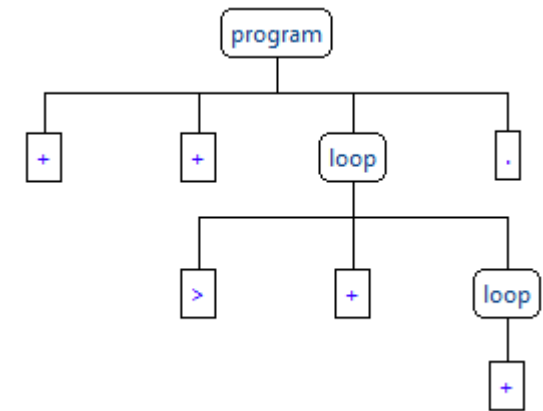 program
+ + loop .
> + loop
+